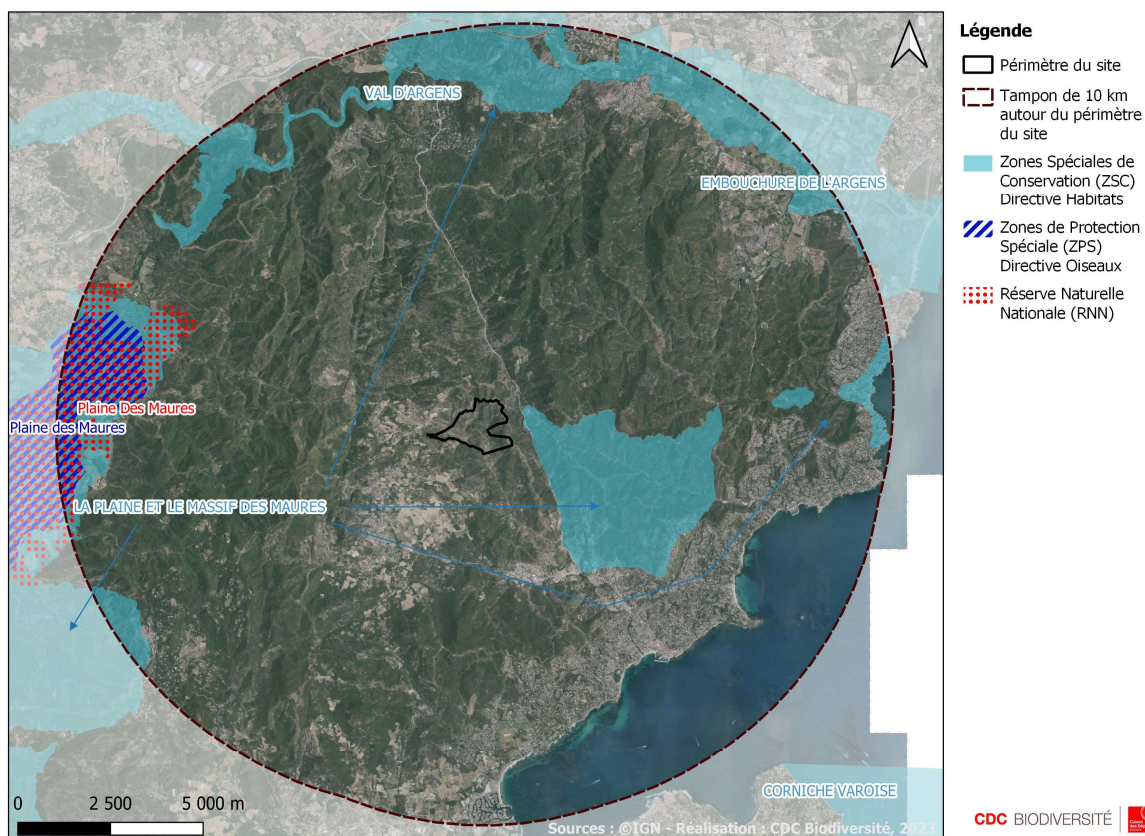 VAL D'ARGENS
EMBOUCHURE DE L'ARGENS
Plaine Des Maures
Plaine des Maures
LA PLAINE ET LE MASSIF DES MAURES
CORNICHE VAROISE
0 2 500 5 000 m
Sources : ©IGN - Réalisation : CDC Biodiversité, 2023
Légende
Périmètre du site
Tampon de 10 km
autour du périmètre
du site
Zones Spéciales de
Conservation (ZSC)
Directive Habitats
Zones de Protection
Spéciale (ZPS)
Directive Oiseaux
Réserve Naturelle
Nationale (RNN)
CDC BIODIVERSITÉ